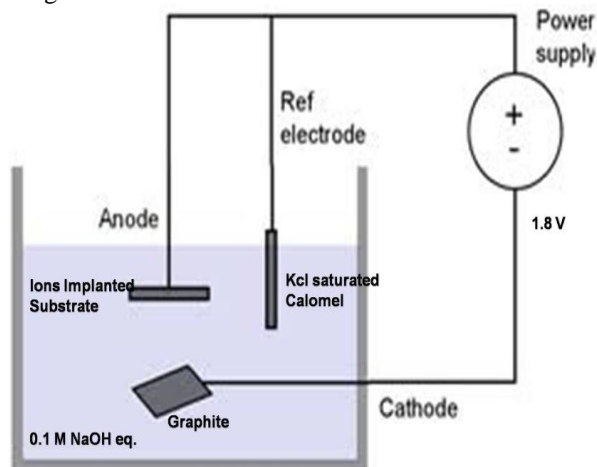 Power
supply
+
-
1.8 V
Ref
electrode
Anode
Ions Implanted
Substrate
Kcl saturated
Calomel
Graphite
Cathode
0.1 M NaOH eq.